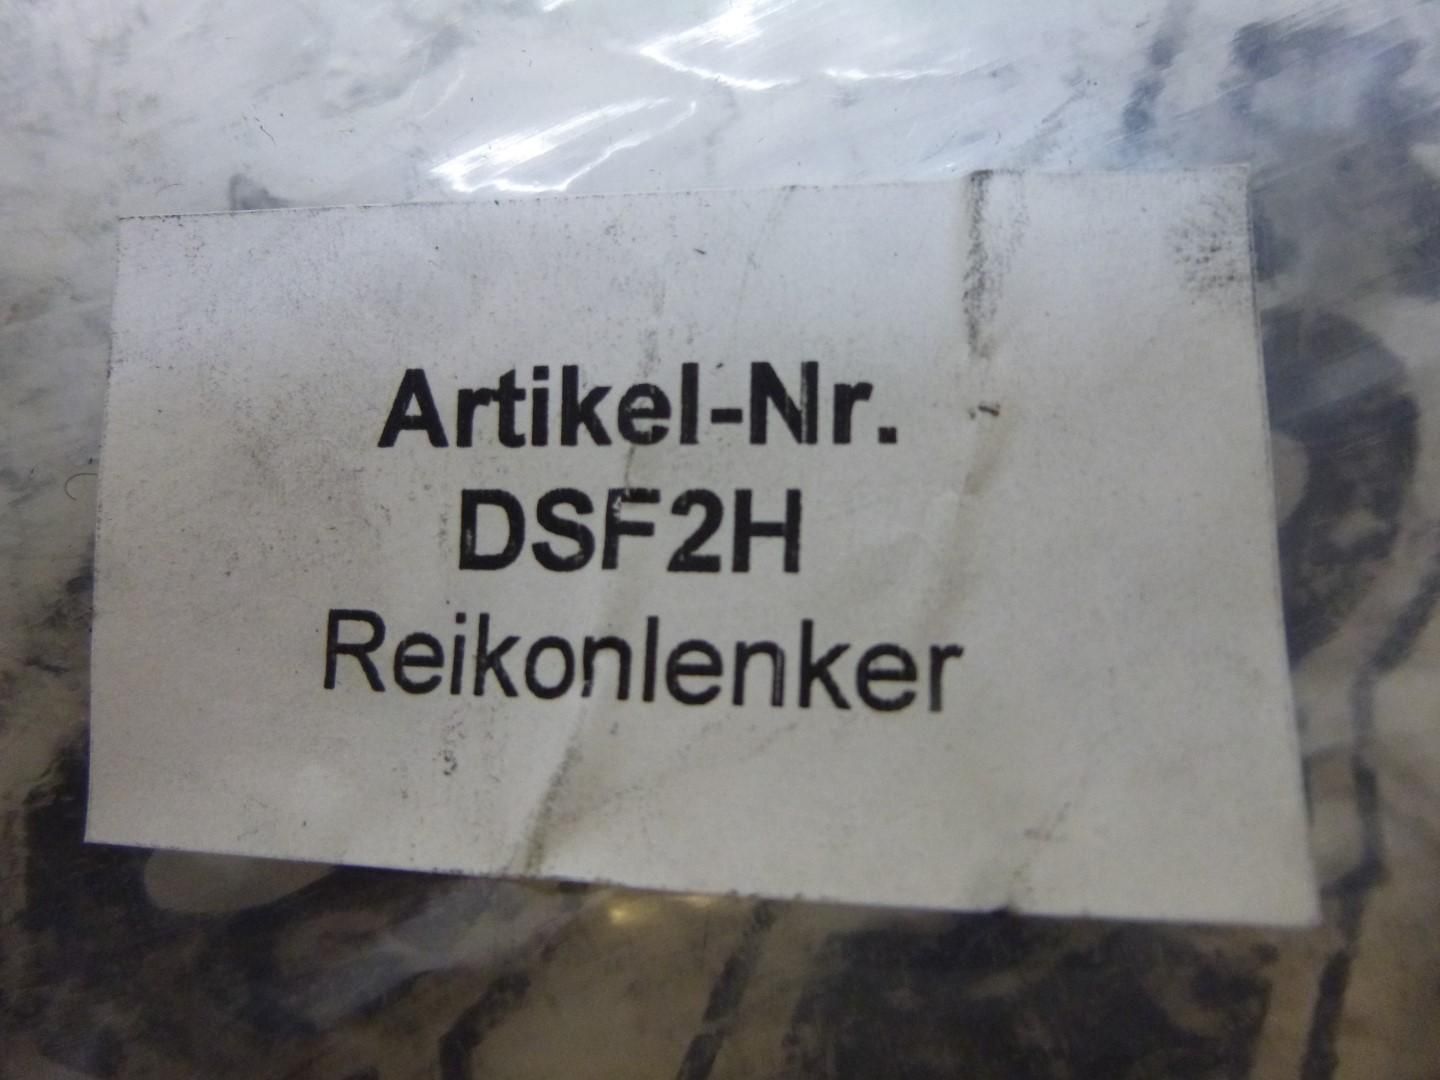 Artikel-Nr.
DSF2H
Reikonlenker